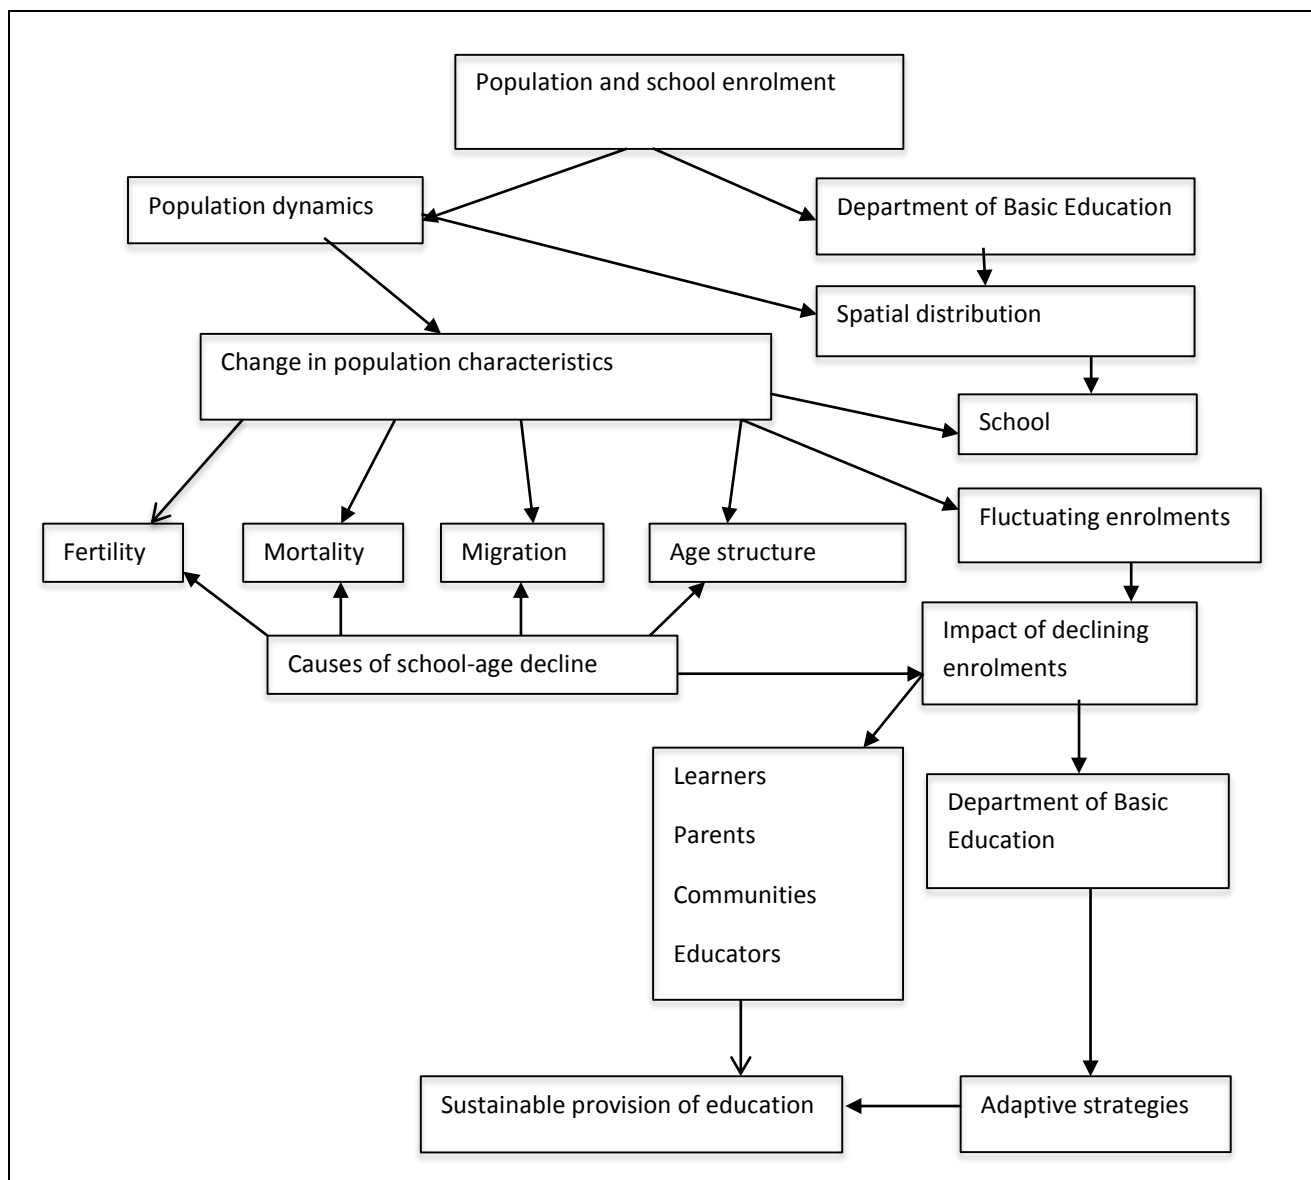 Population and school enrolment
Population dynamics
Department of Basic Education
Spatial distribution
Change in population characteristics
School
Fluctuating enrolments
Fertility
Mortality
Migration
Age structure
Impact of declining
enrolments
Causes of school-age decline
Learners
Parents
Communities
Educators
Department of Basic
Education
Sustainable provision of education
Adaptive strategies